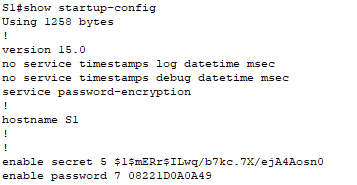 S1#show startup-config
Using 1258 bytes
!
version 15.0
no service timestamps log datetime msec
no service timestamps debug datetime msec
service password-encryption
!
hostname S1
!
!
enable secret 5 $1$mERr$ILwq/b7kc.7X/ejA4Aosn0
enable password 7 08221D0A0A49